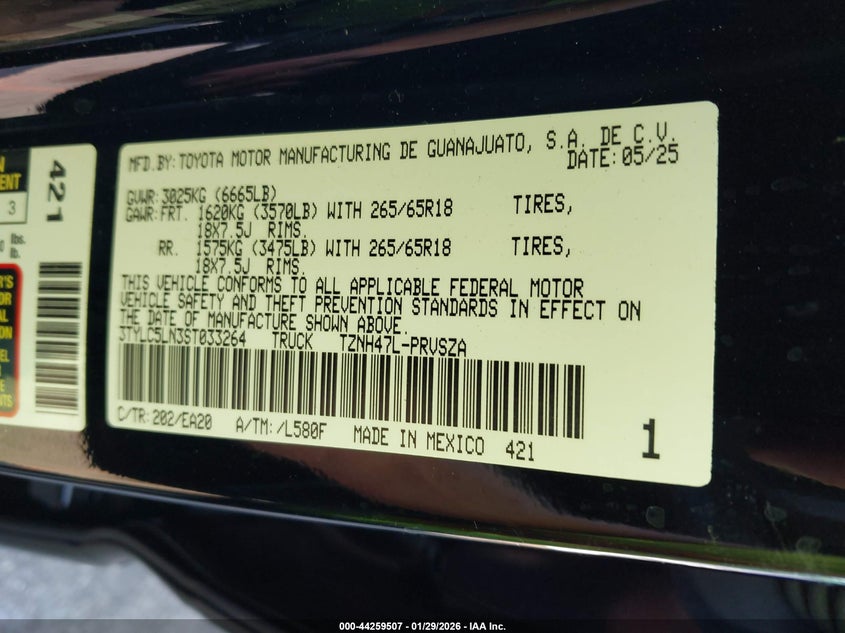 MFD.BY:TOYOTA MOTOR MANUFACTURING DE GUANAJUATO, S.A. DE C.V.
DATE:05/25
GVWR:3025KG (6665LB)
GAWR:FRT. 1620KG (3570LB) WITH 265/65R18 TIRES,
18X7.5J RIMS.
RR. 1575KG (3475LB) WITH 265/65R18 TIRES,
18X7.5J RIMS.
THIS VEHICLE CONFORMS TO ALL APPLICABLE FEDERAL MOTOR
VEHICLE SAFETY AND THEFT PREVENTION STANDARDS IN EFFECT ON
THE DATE OF MANUFACTURE SHOWN ABOVE.
3TYLC5LN3ST033264 TRUCK TZNH47L-PRVSZA
C/TR:202/EA20 A/TM:/L580F MADE IN MEXICO 421
1
421
3
lbs.
lb.
000-44259507 - 01/29/2026 - IAA Inc.